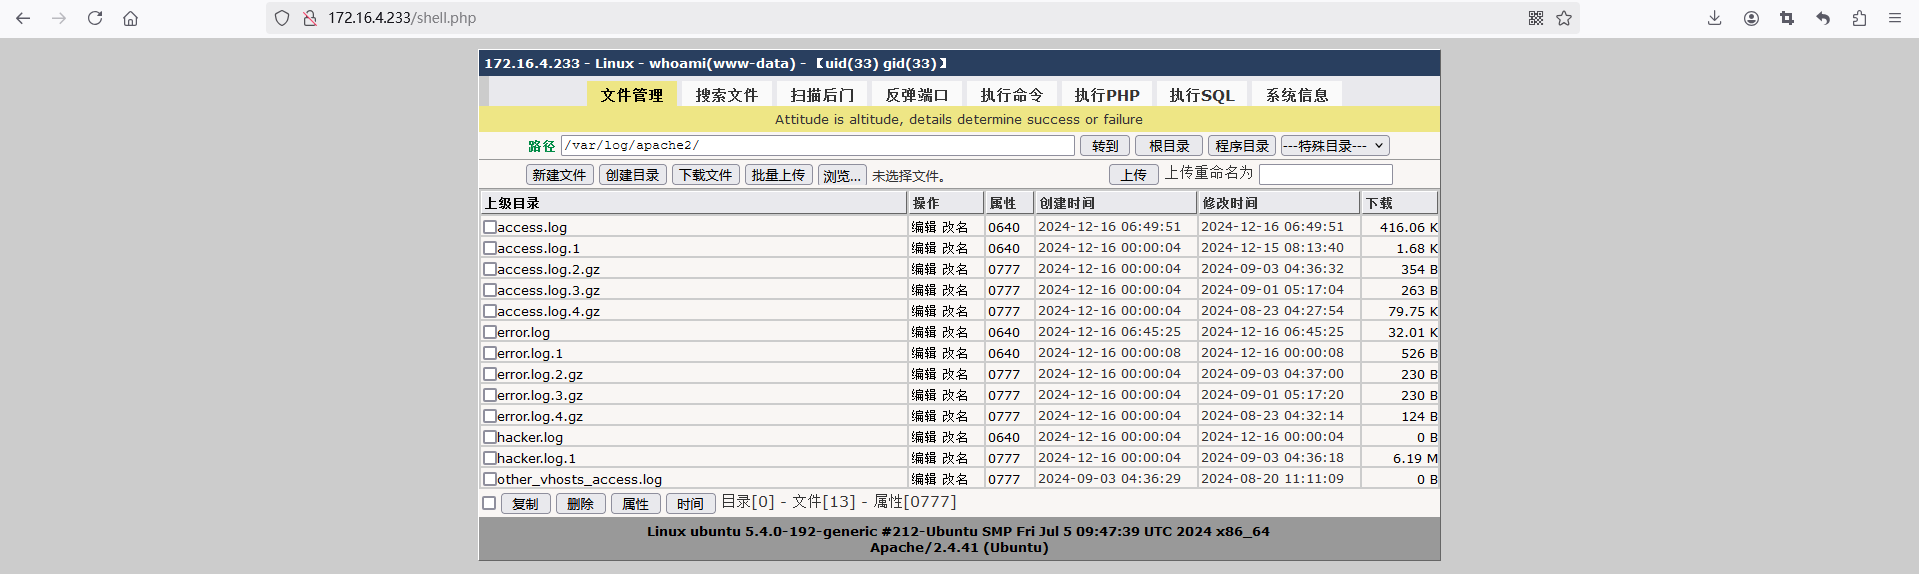 172.16.4.233/shell.php
172.16.4.233 - Linux - whoami(www-data) - 【uid(33) gid(33)】
文件管理 搜索文件 扫描后门 反弹端口 执行命令 执行PHP 执行SQL 系统信息
Attitude is altitude, details determine success or failure
路径 /var/log/apache2/ 转到 根目录 程序目录 ---特殊目录---
新建文件 创建目录 下载文件 批量上传 浏览... 未选择文件。 上传 上传重命名为
上级目录 操作 属性 创建时间 修改时间 下载
access.log 编辑 改名 0640 2024-12-16 06:49:51 2024-12-16 06:49:51 416.06 K
access.log.1 编辑 改名 0640 2024-12-16 00:00:04 2024-12-15 08:13:40 1.68 K
access.log.2.gz 编辑 改名 0777 2024-12-16 00:00:04 2024-09-03 04:36:32 354 B
access.log.3.gz 编辑 改名 0777 2024-12-16 00:00:04 2024-09-01 05:17:04 263 B
access.log.4.gz 编辑 改名 0777 2024-12-16 00:00:04 2024-08-23 04:27:54 79.75 K
error.log 编辑 改名 0640 2024-12-16 06:45:25 2024-12-16 06:45:25 32.01 K
error.log.1 编辑 改名 0640 2024-12-16 00:00:08 2024-12-16 00:00:08 526 B
error.log.2.gz 编辑 改名 0777 2024-12-16 00:00:04 2024-09-03 04:37:00 230 B
error.log.3.gz 编辑 改名 0777 2024-12-16 00:00:04 2024-09-01 05:17:20 230 B
error.log.4.gz 编辑 改名 0777 2024-12-16 00:00:04 2024-08-23 04:32:14 124 B
hacker.log 编辑 改名 0640 2024-12-16 00:00:04 2024-12-16 00:00:04 0 B
hacker.log.1 编辑 改名 0777 2024-12-16 00:00:04 2024-09-03 04:36:18 6.19 M
other_vhosts_access.log 编辑 改名 0777 2024-09-03 04:36:29 2024-08-20 11:11:09 0 B
复制 删除 属性 时间 目录[0] - 文件[13] - 属性[0777]
Linux ubuntu 5.4.0-192-generic #212-Ubuntu SMP Fri Jul 5 09:47:39 UTC 2024 x86_64
Apache/2.4.41 (Ubuntu)